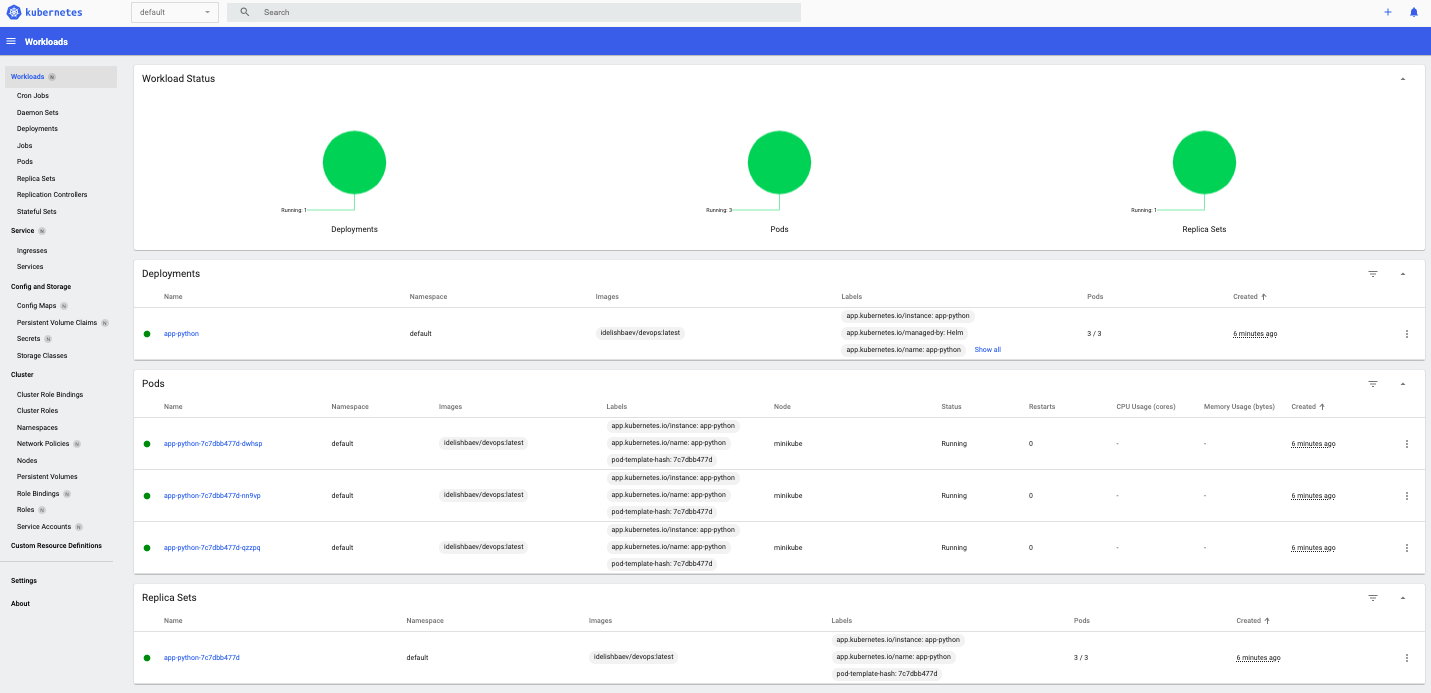 kubernetes
default
Search
Workloads
Workloads N
Cron Jobs
Daemon Sets
Deployments
Jobs
Pods
Replica Sets
Replication Controllers
Stateful Sets
Service N
Ingresses
Services
Config and Storage
Config Maps N
Persistent Volume Claims N
Secrets N
Storage Classes
Cluster
Cluster Role Bindings
Cluster Roles
Namespaces
Network Policies N
Nodes
Persistent Volumes
Role Bindings N
Roles N
Service Accounts N
Custom Resource Definitions
Settings
About
Workload Status
Running: 1
Deployments
Running: 3
Pods
Running: 1
Replica Sets
Deployments
Name Namespace Images Labels Pods Created
app.kubernetes.io/instance: app-python
app-python default idelishbaev/devops:latest app.kubernetes.io/managed-by: Helm 3 / 3 6 minutes ago
app.kubernetes.io/name: app-python Show all
Pods
Name Namespace Images Labels Node Status Restarts CPU Usage (cores) Memory Usage (bytes) Created
app.kubernetes.io/instance: app-python
app-python-7c7dbb477d-dwhsp default idelishbaev/devops:latest app.kubernetes.io/name: app-python minikube Running 0 - - 6 minutes ago
pod-template-hash: 7c7dbb477d
app.kubernetes.io/instance: app-python
app-python-7c7dbb477d-nn9vp default idelishbaev/devops:latest app.kubernetes.io/name: app-python minikube Running 0 - - 6 minutes ago
pod-template-hash: 7c7dbb477d
app.kubernetes.io/instance: app-python
app-python-7c7dbb477d-qzzpq default idelishbaev/devops:latest app.kubernetes.io/name: app-python minikube Running 0 - - 6 minutes ago
pod-template-hash: 7c7dbb477d
Replica Sets
Name Namespace Images Labels Pods Created
app.kubernetes.io/instance: app-python
app-python-7c7dbb477d default idelishbaev/devops:latest app.kubernetes.io/name: app-python 3 / 3 6 minutes ago
pod-template-hash: 7c7dbb477d